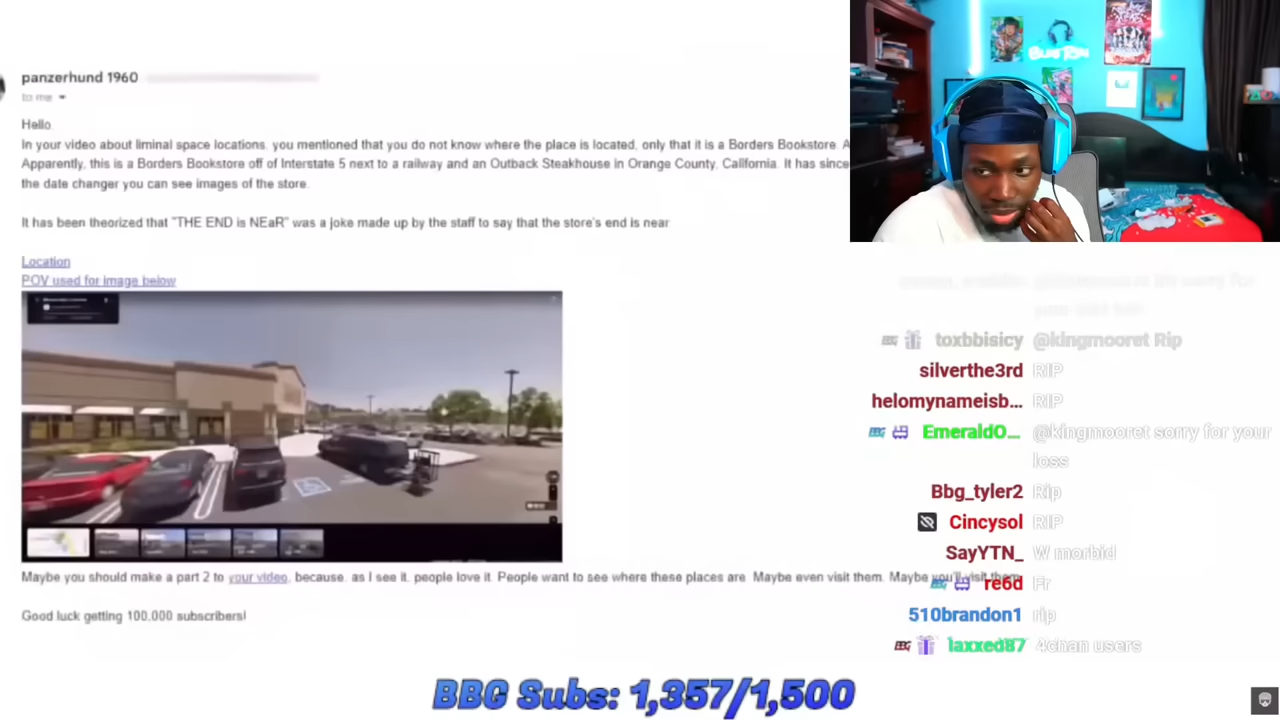 panzerhund 1960
to me
Hello
In your video about liminal space locations, you mentioned that you do not know where the place is located, only that it is a Borders Bookstore. A
Apparently, this is a Borders Bookstore off of Interstate 5 next to a railway and an Outback Steakhouse in Orange County, California. It has since
the date changer you can see images of the store.
It has been theorized that "THE END is NEaR" was a joke made up by the staff to say that the store's end is near
Location
POV used for image below
Maybe you should make a part 2 to your video, because, as I see it, people love it. People want to see where these places are. Maybe even visit them. Maybe you'll visit them
Good luck getting 100,000 subscribers!
toxbbisicy @kingmooret Rip
silverthe3rd RIP
helomynameisb... RIP
EmeraldO... @kingmooret sorry for your
loss
Bbg_tyler2 Rip
Cincysol RIP
SayYTN_ W morbid
re6d Fr
510brandon1 rip
laxxed87 4chan users
BBG Subs: 1,357/1,500